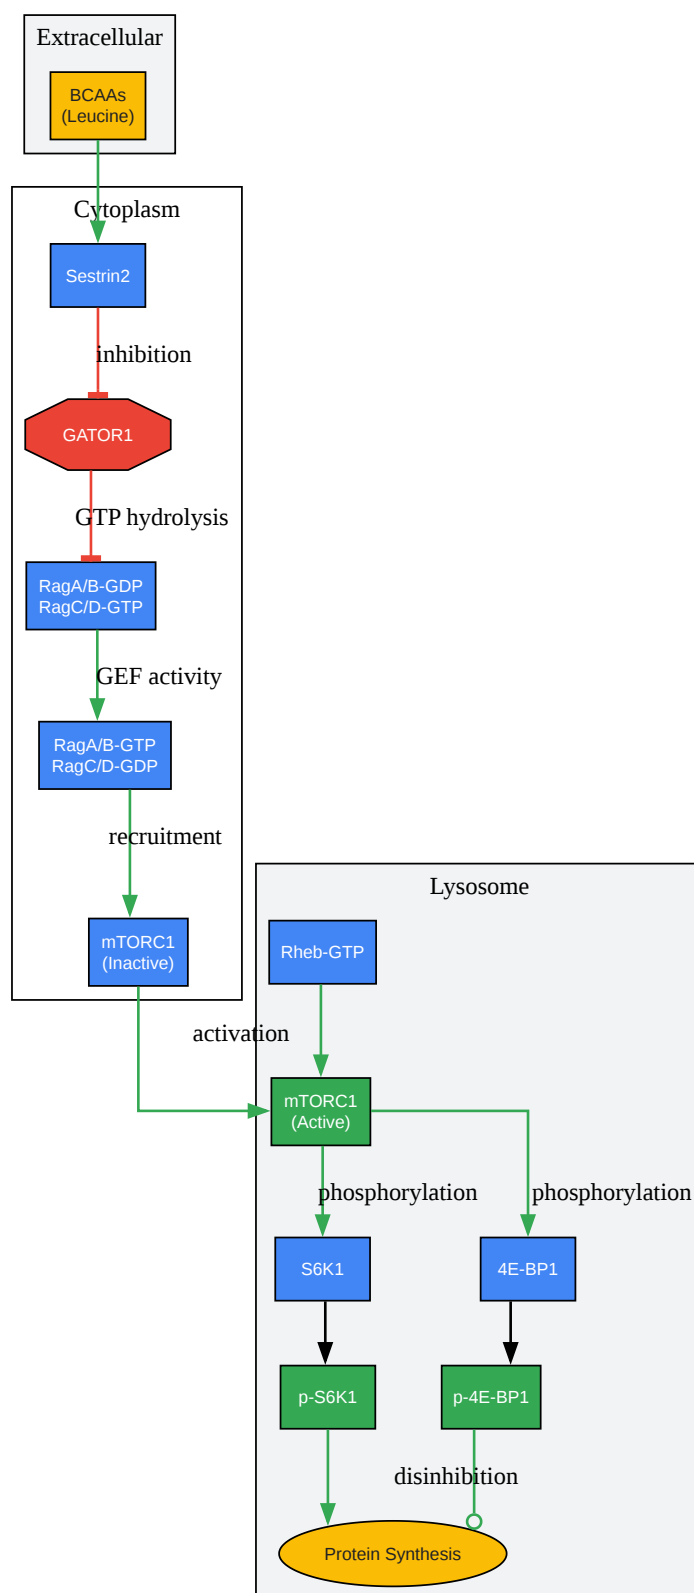 Extracellular
BCAAs
(Leucine)
Cytoplasm
Sestrin2
inhibition
GATOR1
GTP hydrolysis
RagA/B-GDP
RagC/D-GTP
GEF activity
RagA/B-GTP
RagC/D-GDP
recruitment
mTORC1
(Inactive)
Lysosome
Rheb-GTP
activation
mTORC1
(Active)
phosphorylation
phosphorylation
S6K1
4E-BP1
p-S6K1
p-4E-BP1
disinhibition
Protein Synthesis